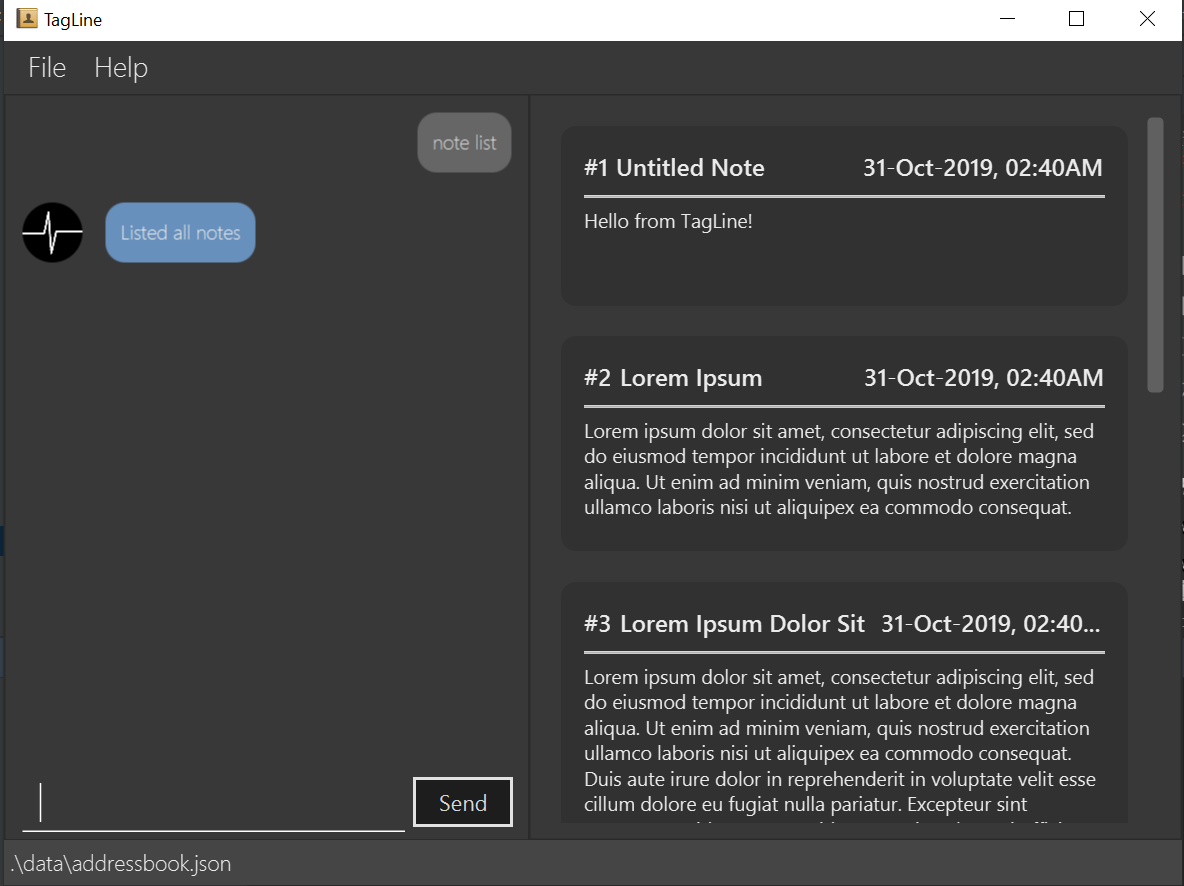 TagLine
File Help
note list
Listed all notes
Send
#1 Untitled Note 31-Oct-2019, 02:40AM
Hello from TagLine!
#2 Lorem Ipsum 31-Oct-2019, 02:40AM
Lorem ipsum dolor sit amet, consectetur adipiscing elit, sed
do eiusmod tempor incididunt ut labore et dolore magna
aliqua. Ut enim ad minim veniam, quis nostrud exercitation
ullamco laboris nisi ut aliquipex ea commodo consequat.
#3 Lorem Ipsum Dolor Sit 31-Oct-2019, 02:40...
Lorem ipsum dolor sit amet, consectetur adipiscing elit, sed
do eiusmod tempor incididunt ut labore et dolore magna
aliqua. Ut enim ad minim veniam, quis nostrud exercitation
ullamco laboris nisi ut aliquipex ea commodo consequat.
Duis aute irure dolor in reprehenderit in voluptate velit esse
cillum dolore eu fugiat nulla pariatur. Excepteur sint
.\data\addressbook.json